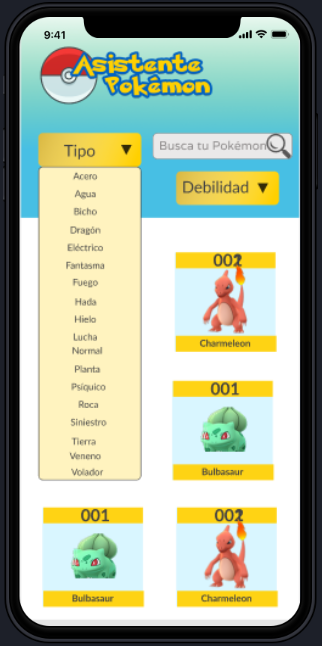 9:41
Asistente
Pokémon
Tipo ▼
Busca tu Pokémon
Debilidad ▼
Acero
Agua
Bicho
Dragón
Eléctrico
Fantasma
Fuego
Hada
Hielo
Lucha
Normal
Planta
Psíquico
Roca
Siniestro
Tierra
Veneno
Volador
002
Charmeleon
001
Bulbasaur
001
Bulbasaur
002
Charmeleon